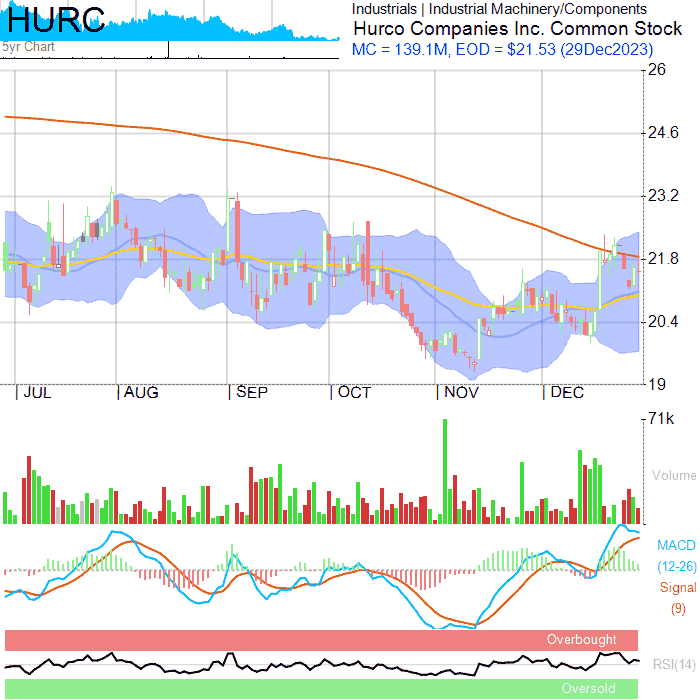 HURC
5yr Chart
Industrials | Industrial Machinery/Components
Hurco Companies Inc. Common Stock
MC = 139.1M, EOD = $21.53 (29Dec2023)
26
24.6
23.2
21.8
20.4
19
|JUL |AUG |SEP |OCT |NOV |DEC
71k
Volume
MACD
(12-26)
Signal
(9)
Overbought
RSI(14)
Oversold